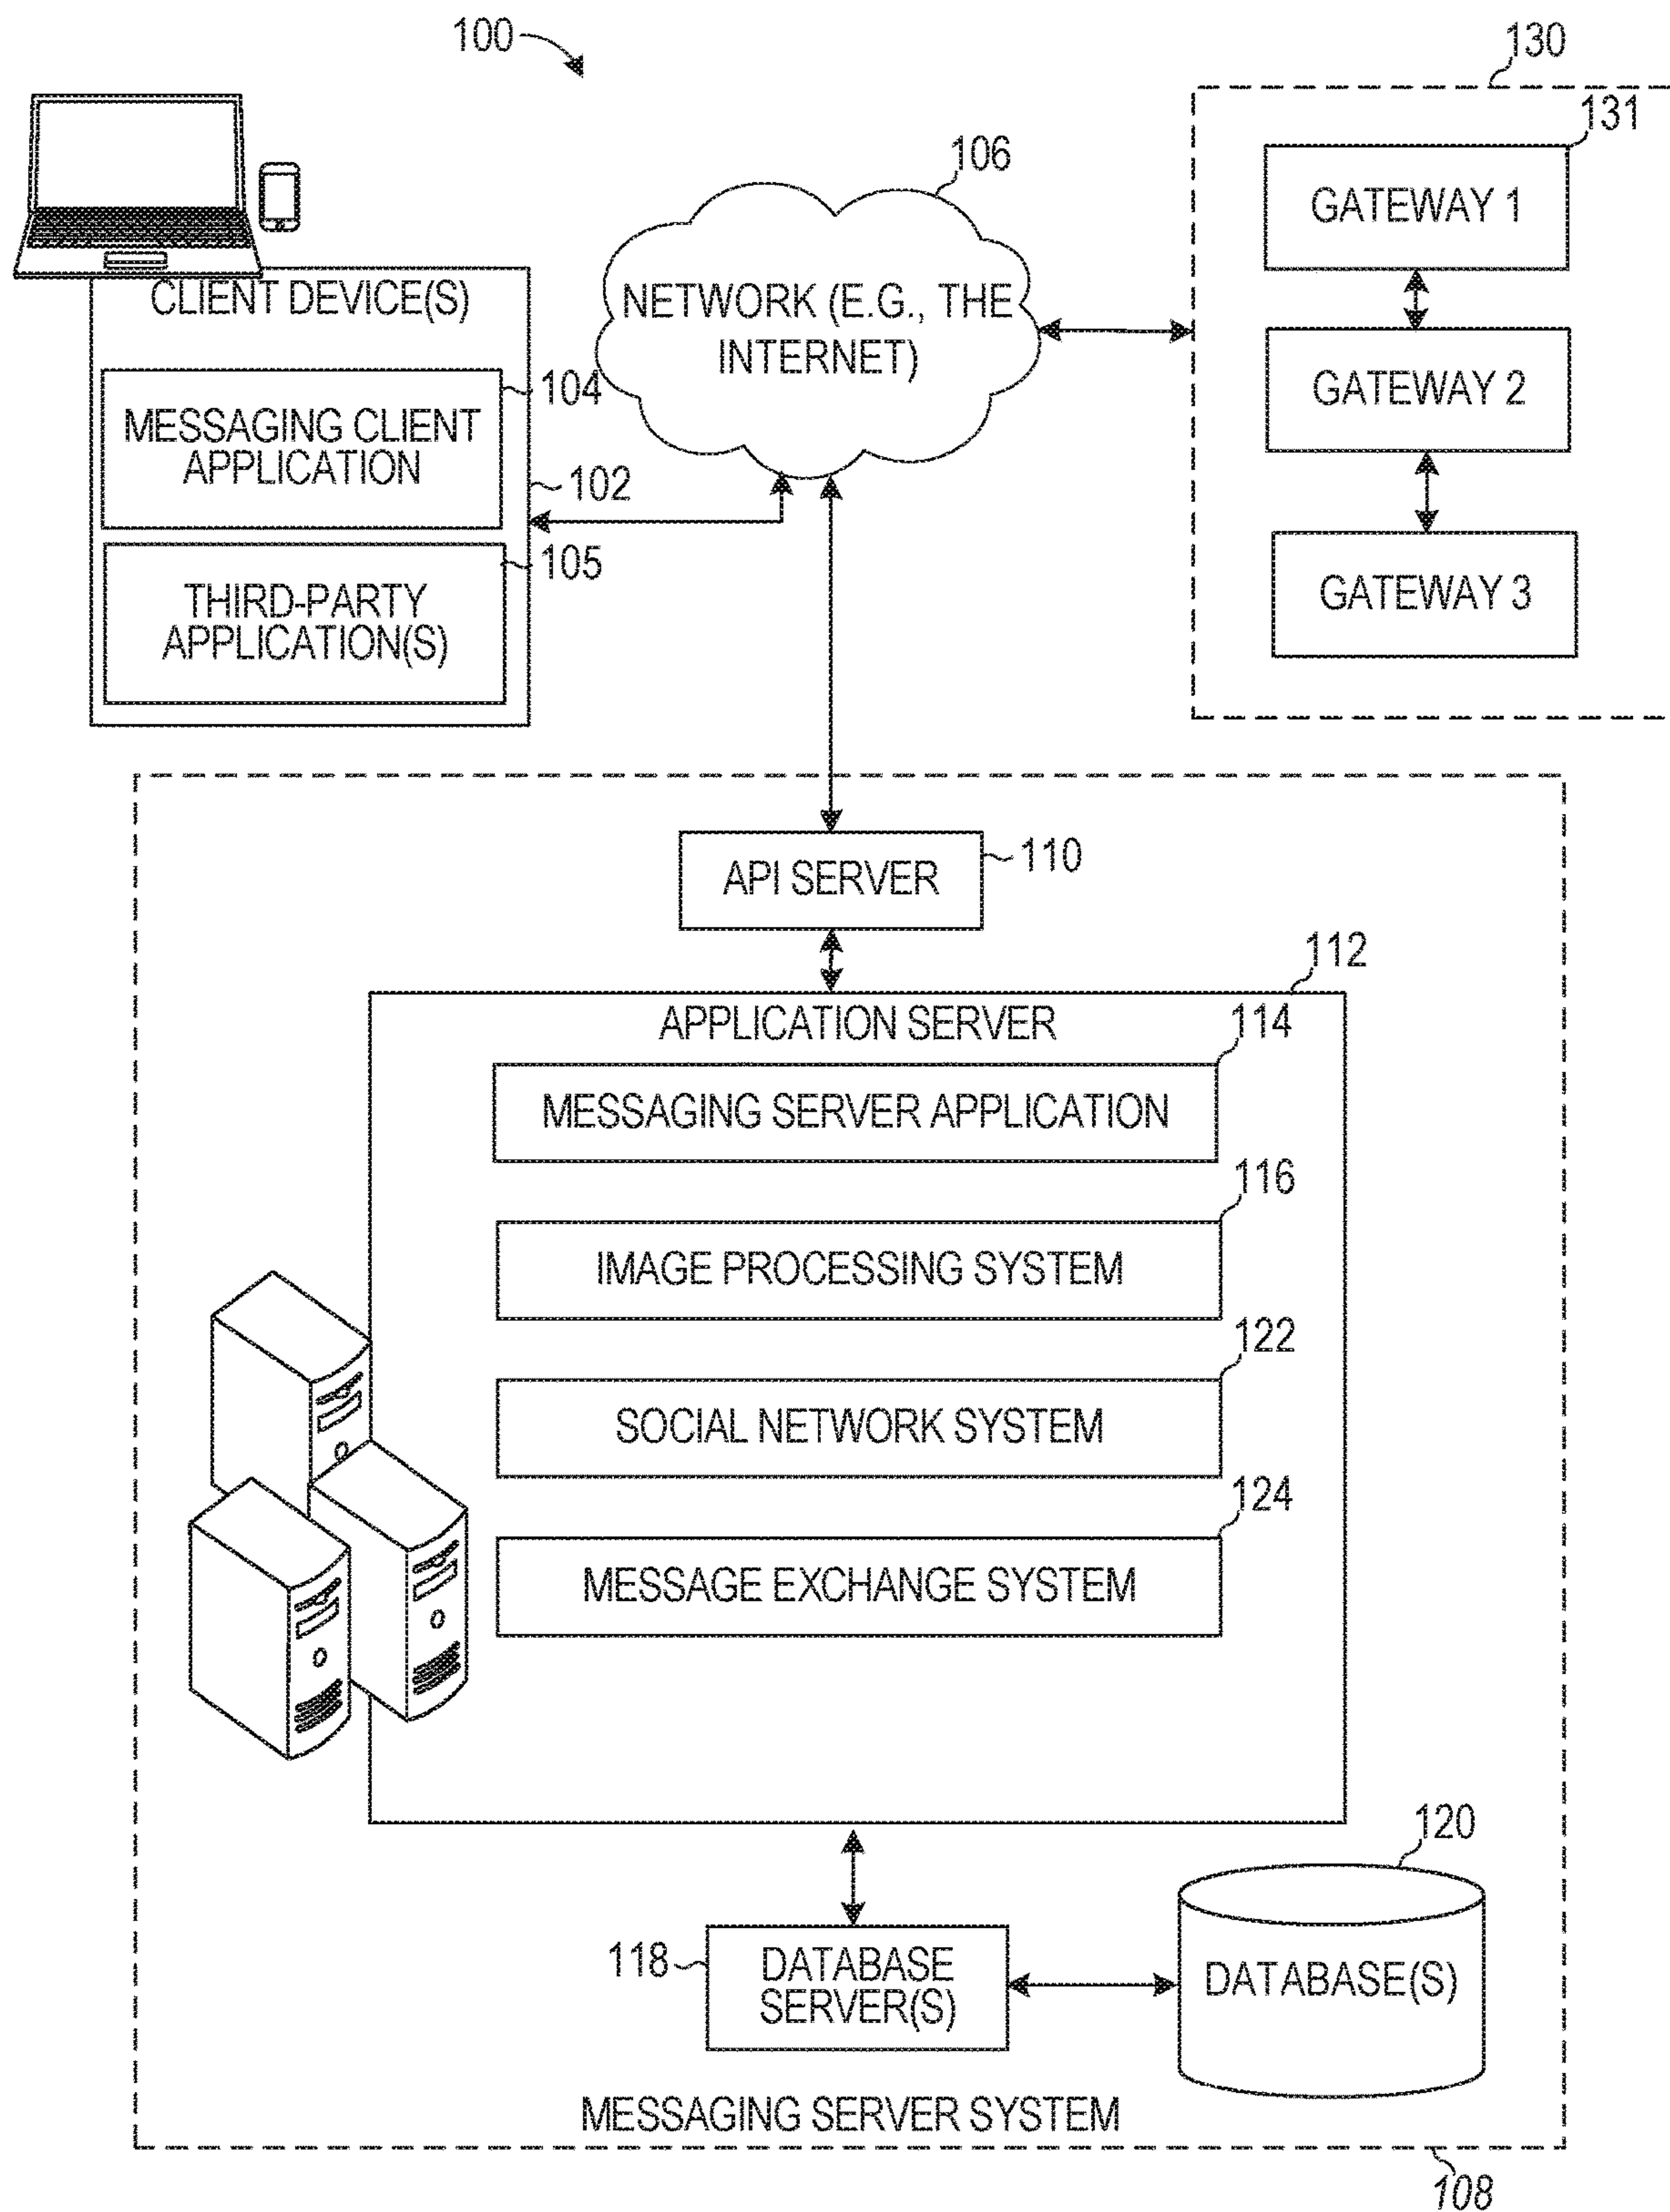 100
130
131
106
GATEWAY 1
NETWORK (E.G., THE
INTERNET)
CLIENT DEVICE(S)
104
GATEWAY 2
MESSAGING CLIENT
APPLICATION
102
105
GATEWAY 3
THIRD-PARTY
APPLICATION(S)
API SERVER
110
112
APPLICATION SERVER
114
MESSAGING SERVER APPLICATION
116
IMAGE PROCESSING SYSTEM
122
SOCIAL NETWORK SYSTEM
124
MESSAGE EXCHANGE SYSTEM
120
118
DATABASE
SERVER(S)
DATABASE(S)
MESSAGING SERVER SYSTEM
108